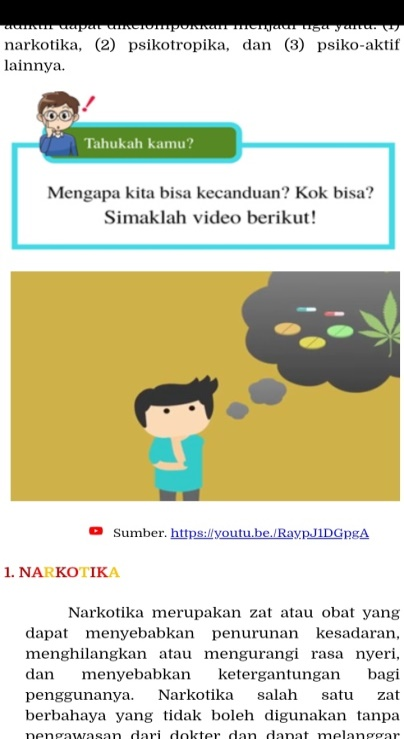 adiktif dapat dikelompokkan menjadi tiga yaitu: (1)
narkotika, (2) psikotropika, dan (3) psiko-aktif
lainnya.
Tahukah kamu?
Mengapa kita bisa kecanduan? Kok bisa?
Simaklah video berikut!
Sumber. https://youtu.be./RaypJ1DGpgA
1. NARKOTIKA
Narkotika merupakan zat atau obat yang
dapat menyebabkan penurunan kesadaran,
menghilangkan atau mengurangi rasa nyeri,
dan menyebabkan ketergantungan bagi
penggunanya. Narkotika salah satu zat
berbahaya yang tidak boleh digunakan tanpa
pengawasan dari dokter dan dapat melanggar